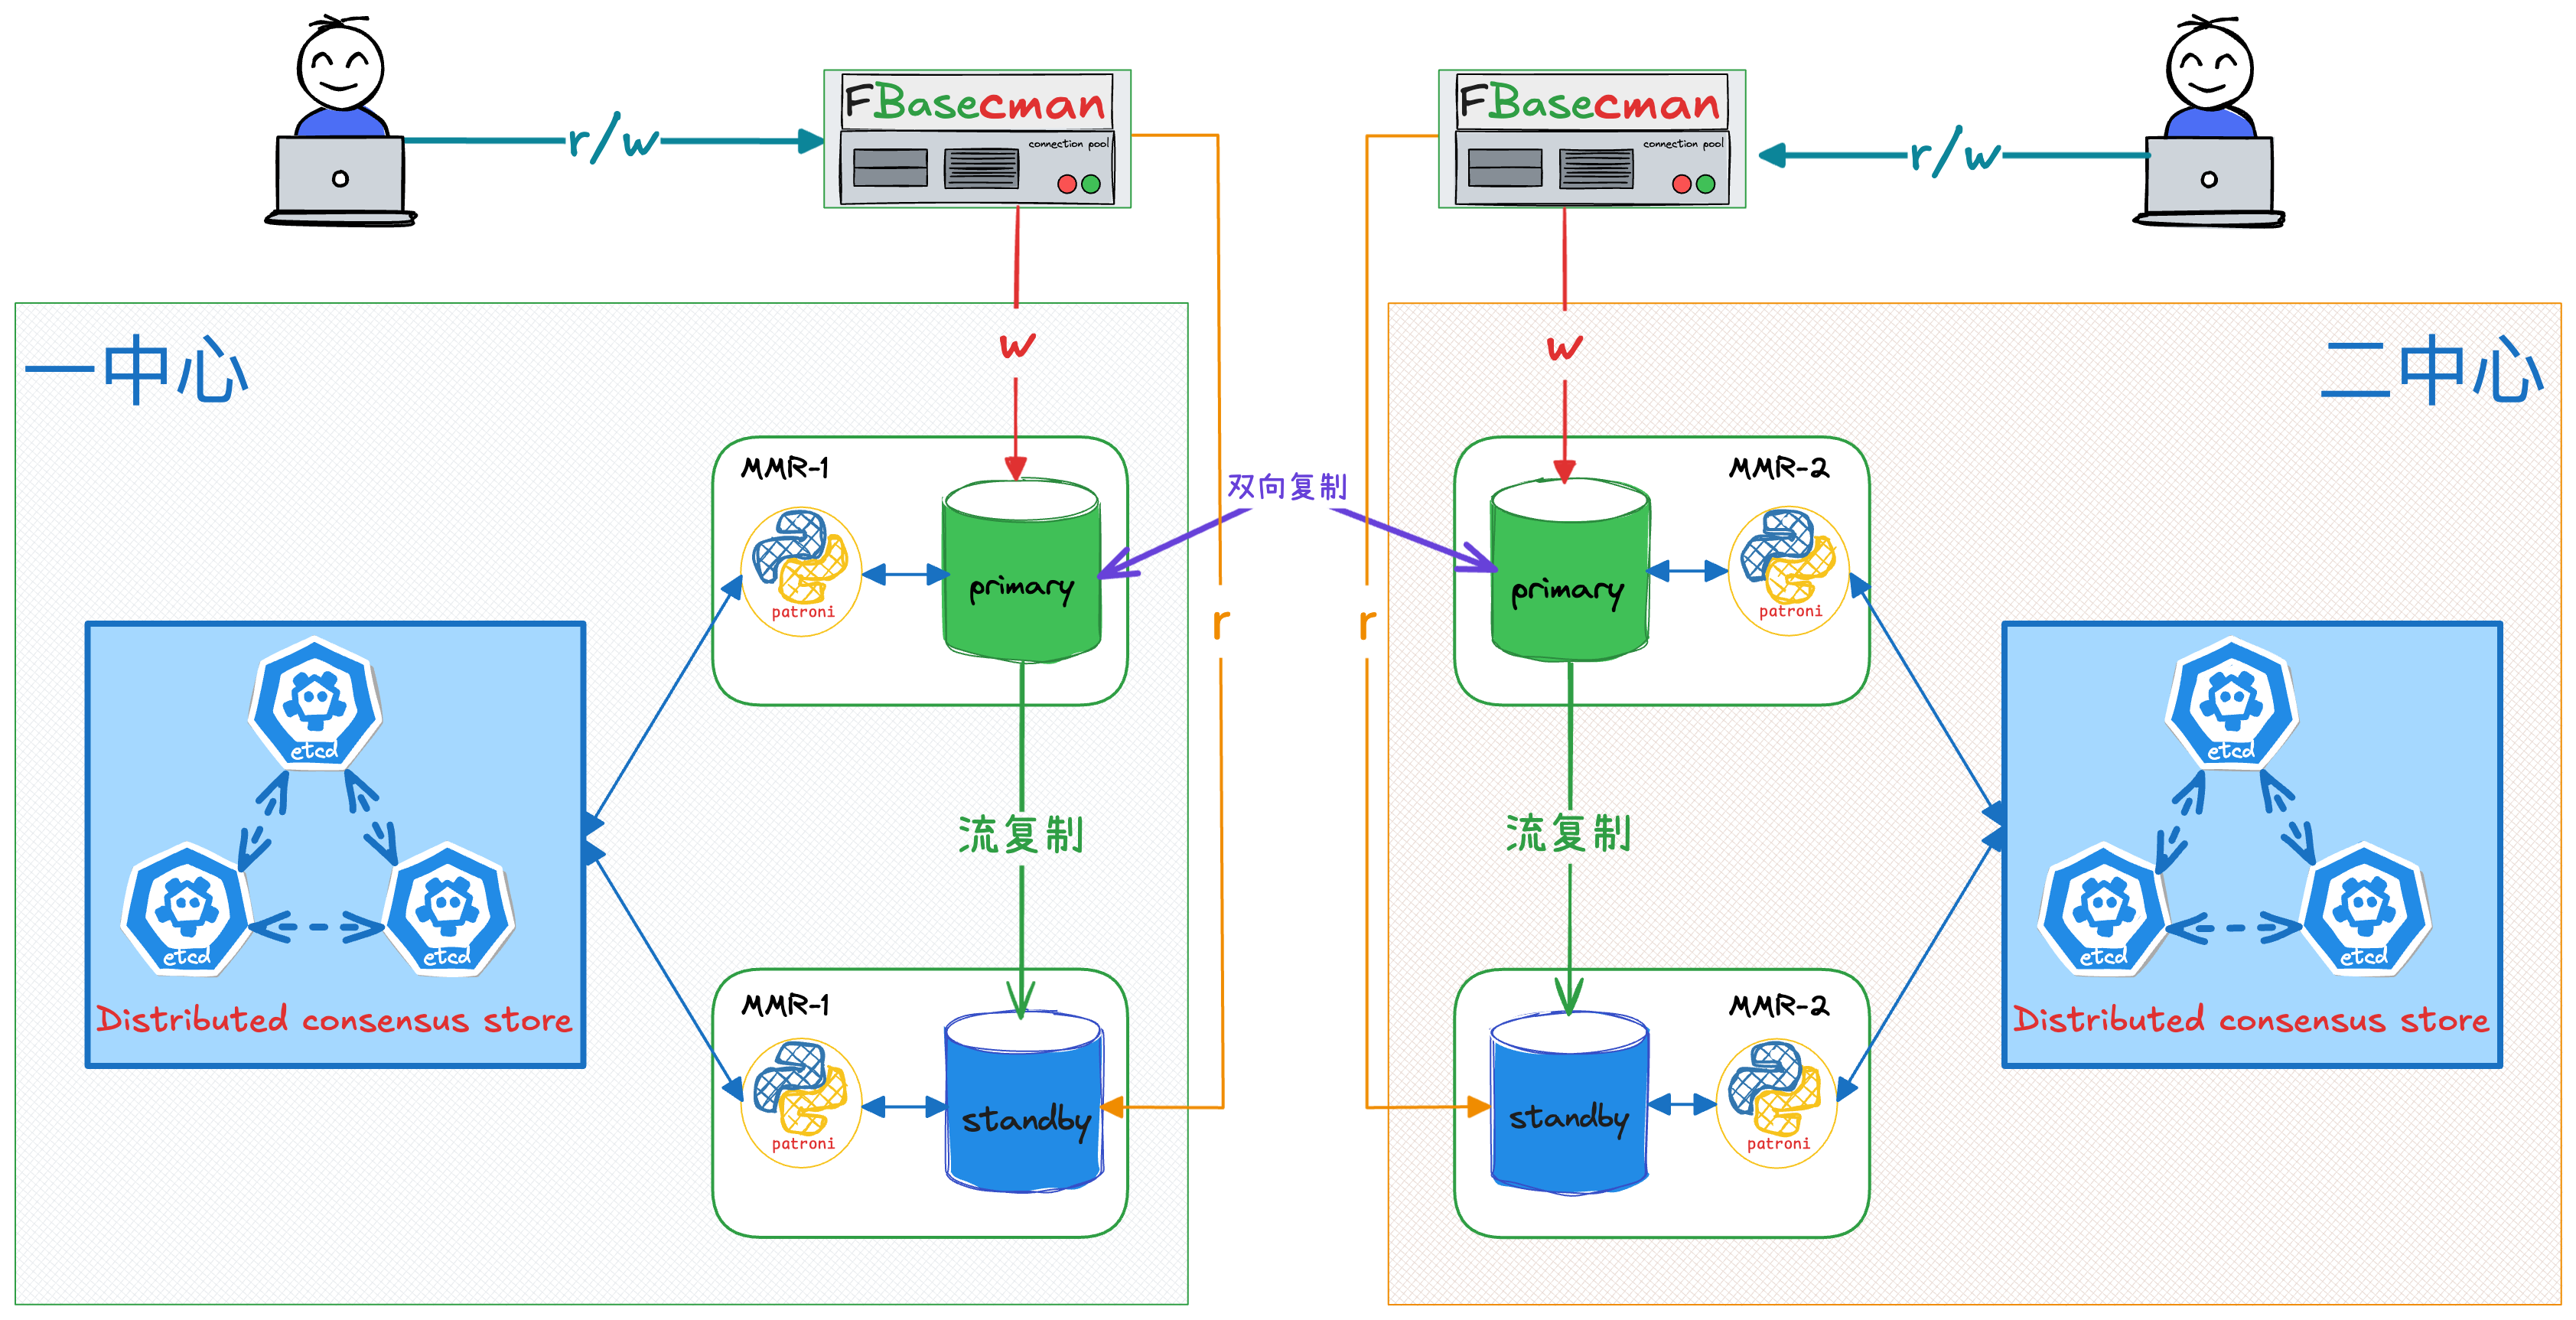 FBasecman
connection pool
r/w
FBasecman
connection pool
r/w
一中心
w
w
二中心
MMR-1
primary
patroni
双向复制
MMR-2
primary
patroni
r
r
etcd
etcd
etcd
Distributed consensus store
流复制
流复制
etcd
etcd
etcd
Distributed consensus store
MMR-1
standby
patroni
MMR-2
standby
patroni